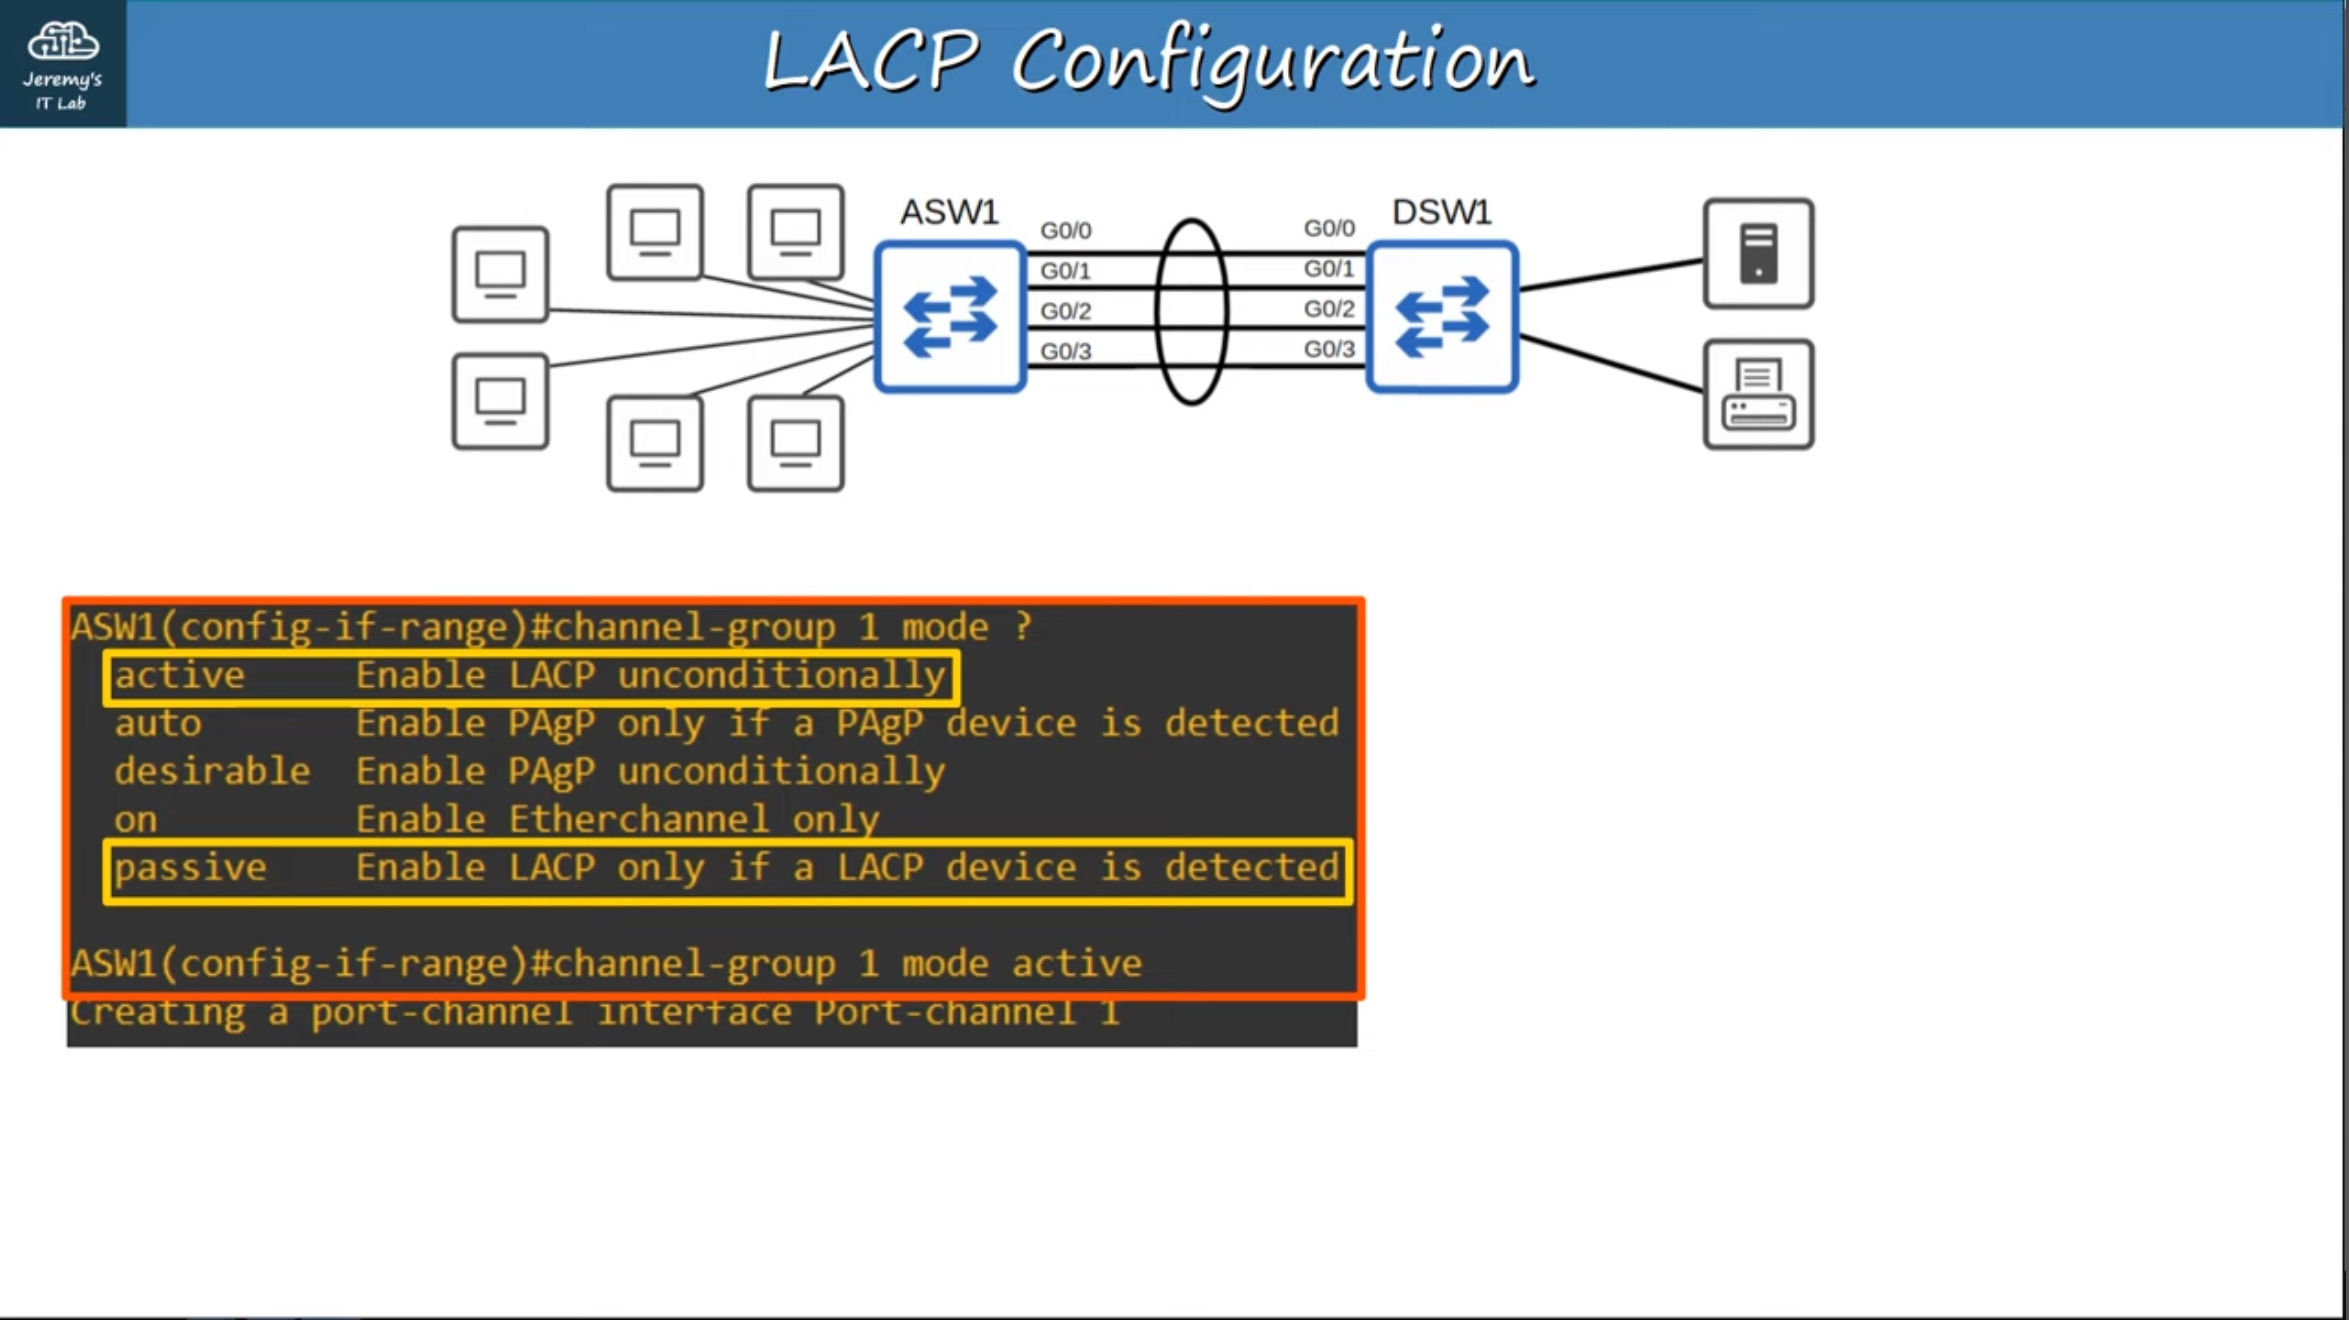 Jeremy's
IT Lab
LACP Configuration
ASW1
DSW1
G0/0
G0/0
G0/1
G0/1
G0/2
G0/2
G0/3
G0/3
ASW1(config-if-range)#channel-group 1 mode ?
active Enable LACP unconditionally
auto Enable PAgP only if a PAgP device is detected
desirable Enable PAgP unconditionally
on Enable Etherchannel only
passive Enable LACP only if a LACP device is detected
ASW1(config-if-range)#channel-group 1 mode active
Creating a port-channel interface Port-channel 1